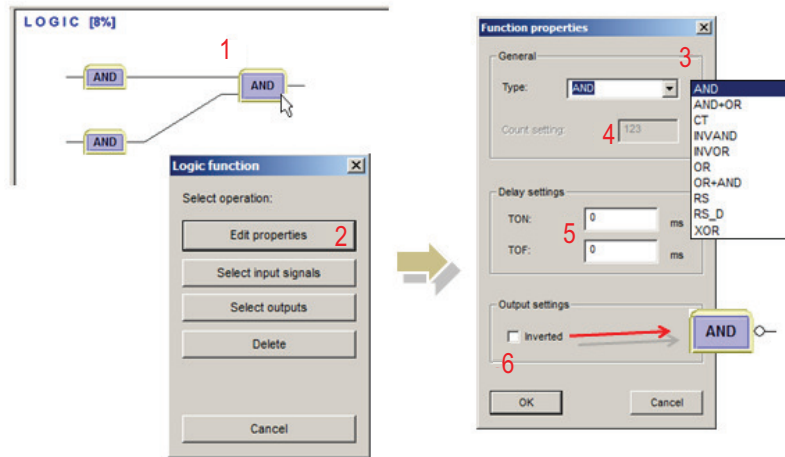 LOGIC [8%]
1
AND
AND
AND
Logic function
Select operation:
Edit properties
2
Select input signals
Select outputs
Delete
Cancel
Function properties
3
General
Type:
AND
Count setting:
4
123
AND
AND+OR
CT
INVAND
INVOR
OR
OR+AND
RS
RS_D
XOR
Delay settings
TON:
0
ms
5
TOF:
0
ms
Output settings
Inverted
AND
6
OK
Cancel